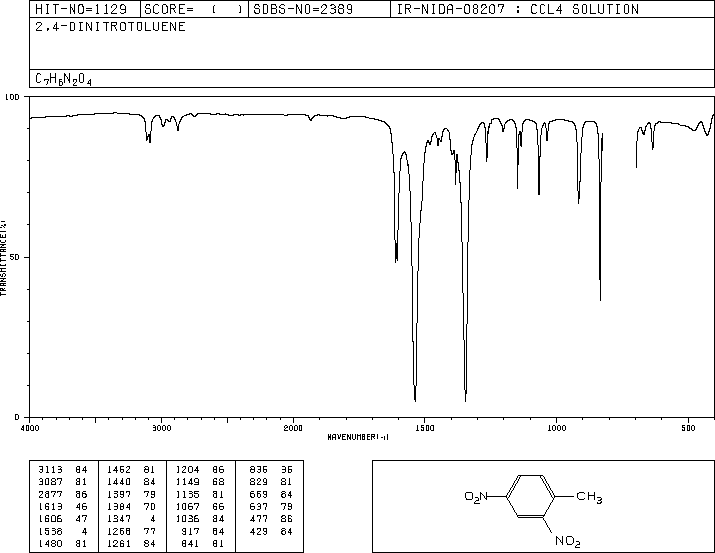 HIT-NO=1129 SCORE= ( ) SDBS-NO=2389 IR-NIDA-08207 : CCL4 SOLUTION
2,4-DINITROTOLUENE
C7H6N2O4
100
50
0
TRANSMITTANCE(%)
4000 3000 2000 1500 1000 500
WAVENUMBER(-1)
3113 84 1462 81 1204 86 836 35
3087 81 1440 84 1149 68 829 81
2877 86 1397 79 1135 81 669 84
1613 46 1384 70 1067 66 637 79
1606 47 1347 4 1036 84 477 86
1538 4 1268 77 917 64 429 84
1480 81 1261 84 841 81
O2N CH3
NO2